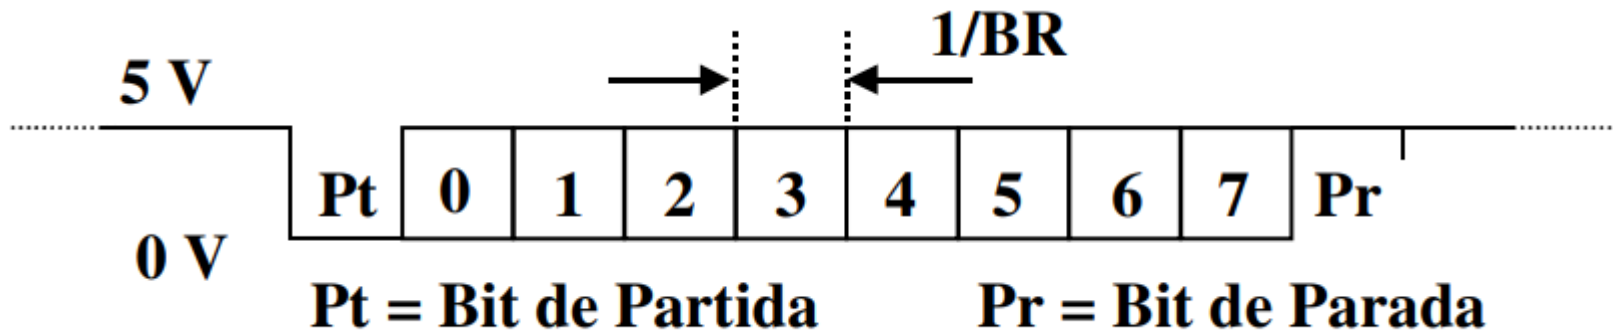 1/BR
5 V
Pt 0 1 2 3 4 5 6 7 Pr
0 V
Pt = Bit de Partida Pr = Bit de Parada